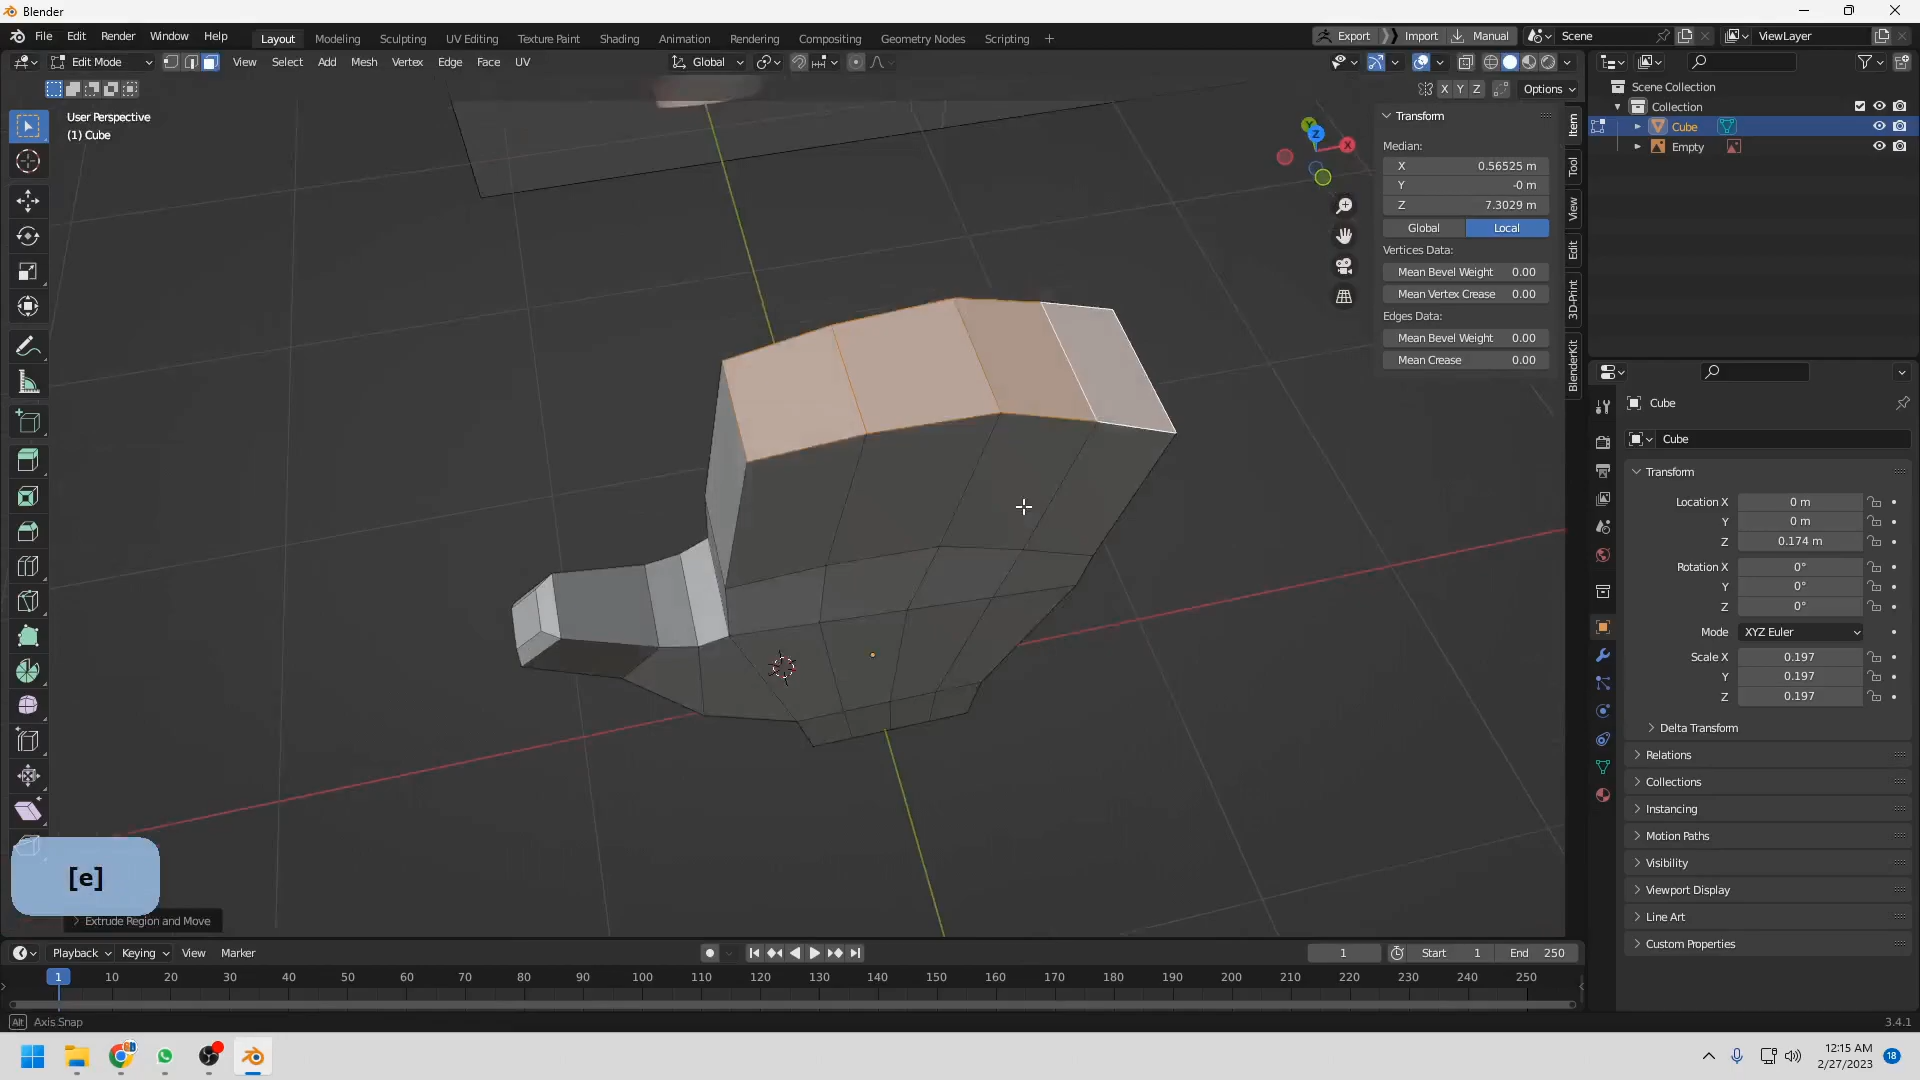 Blender
File Edit Render Window Help Layout Modeling Sculpting UV Editing Texture Paint Shading Animation Rendering Compositing Geometry Nodes Scripting + Export Import Manual Scene ViewLayer
Edit Mode View Select Add Mesh Vertex Edge Face UV Global
X Y Z Options
User Perspective
(1) Cube
Transform
Median:
X 0.56525 m
Y -0 m
Z 7.3029 m
Global Local
Vertices Data:
Mean Bevel Weight 0.00
Mean Vertex Crease 0.00
Edges Data:
Mean Bevel Weight 0.00
Mean Crease 0.00
Item
Tool
View
Edit
3D-Print
BlenderKit
Y Z X
Scene Collection
Collection
Cube
Empty
Cube
Cube
Transform
Location X 0 m
Y 0 m
Z 0.174 m
Rotation X 0°
Y 0°
Z 0°
Mode XYZ Euler
Scale X 0.197
Y 0.197
Z 0.197
Delta Transform
Relations
Collections
Instancing
Motion Paths
Visibility
Viewport Display
Line Art
Custom Properties
[e]
Extrude Region and Move
Playback Keying View Marker 1 Start 1 End 250
1 10 20 30 40 50 60 70 80 90 100 110 120 130 140 150 160 170 180 190 200 210 220 230 240 250
Alt Axis Snap 3.4.1
12:15 AM
2/27/2023
18